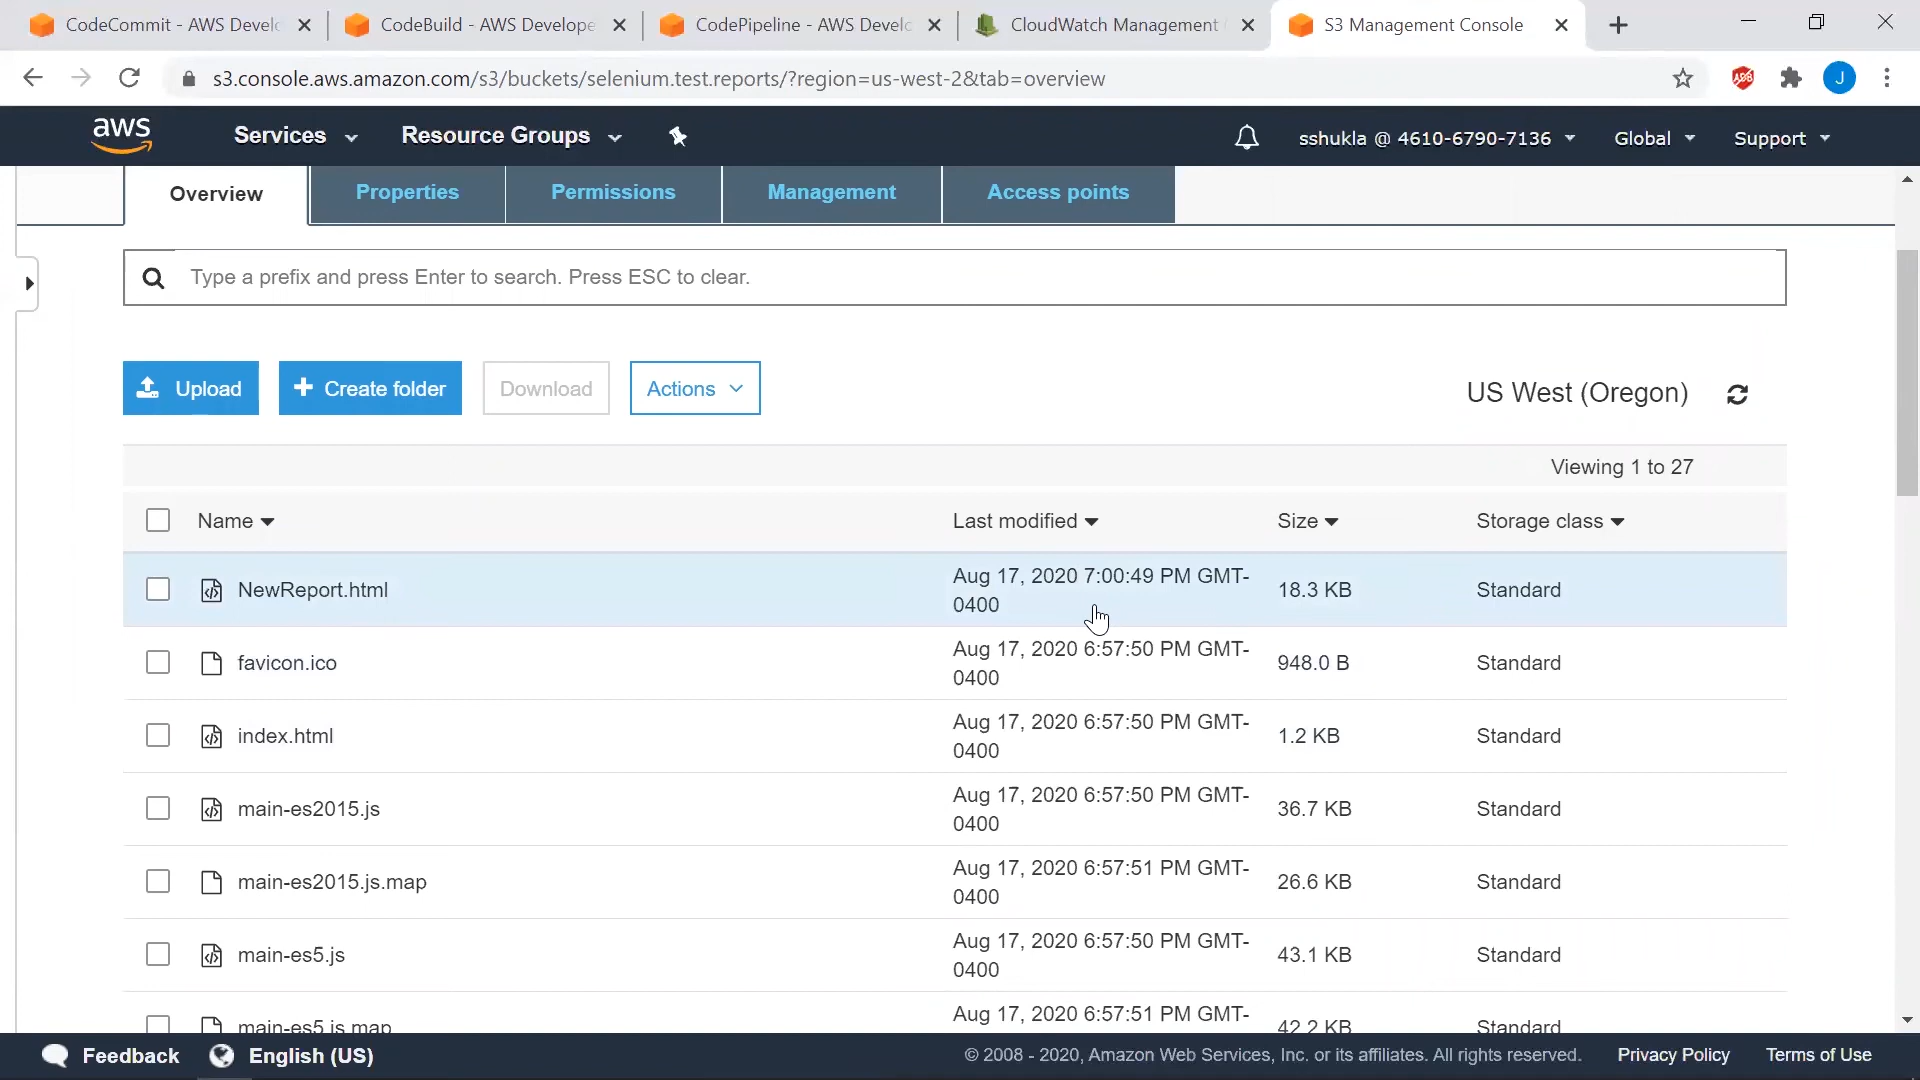 CodeCommit - AWS Develo
CodeBuild - AWS Develope
CodePipeline - AWS Develo
CloudWatch Management
S3 Management Console
s3.console.aws.amazon.com/s3/buckets/selenium.test.reports/?region=us-west-2&tab=overview
ABP
J
aws
Services
Resource Groups
sshukla @ 4610-6790-7136
Global
Support
Overview
Properties
Permissions
Management
Access points
Type a prefix and press Enter to search. Press ESC to clear.
Upload
Create folder
Download
Actions
US West (Oregon)
Viewing 1 to 27
Name
Last modified
Size
Storage class
NewReport.html
Aug 17, 2020 7:00:49 PM GMT-
0400
18.3 KB
Standard
favicon.ico
Aug 17, 2020 6:57:50 PM GMT-
0400
948.0 B
Standard
index.html
Aug 17, 2020 6:57:50 PM GMT-
0400
1.2 KB
Standard
main-es2015.js
Aug 17, 2020 6:57:50 PM GMT-
0400
36.7 KB
Standard
main-es2015.js.map
Aug 17, 2020 6:57:51 PM GMT-
0400
26.6 KB
Standard
main-es5.js
Aug 17, 2020 6:57:50 PM GMT-
0400
43.1 KB
Standard
main-es5.js.map
Aug 17, 2020 6:57:51 PM GMT-
42.2 KB
Standard
Feedback
English (US)
© 2008 - 2020, Amazon Web Services, Inc. or its affiliates. All rights reserved.
Privacy Policy
Terms of Use